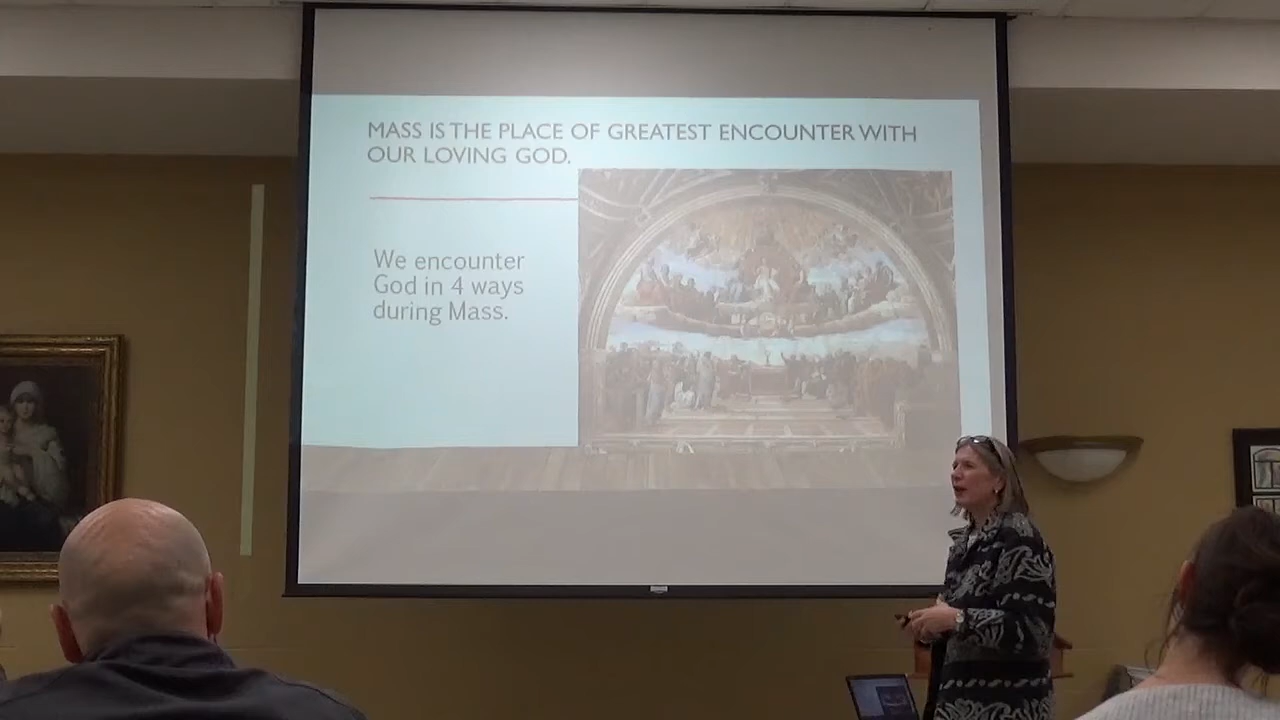 MASS IS THE PLACE OF GREATEST ENCOUNTER WITH
OUR LOVING GOD.
We encounter
God in 4 ways
during Mass.